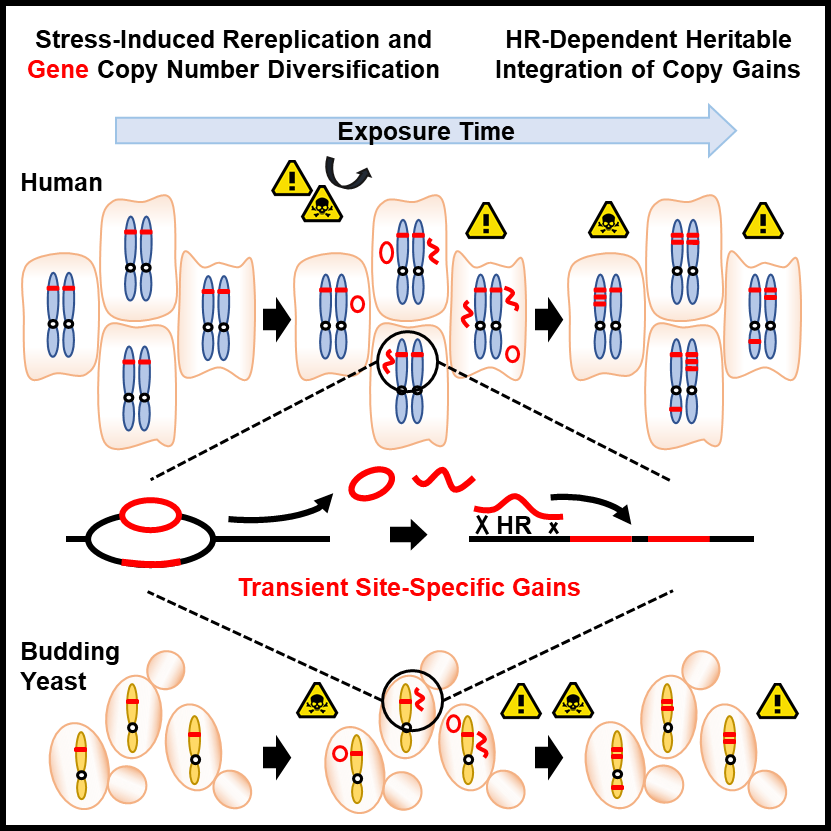 Stress-Induced Rereplication and
Gene Copy Number Diversification
HR-Dependent Heritable
Integration of Copy Gains
Exposure Time
Human
X HR x
Transient Site-Specific Gains
Budding
Yeast